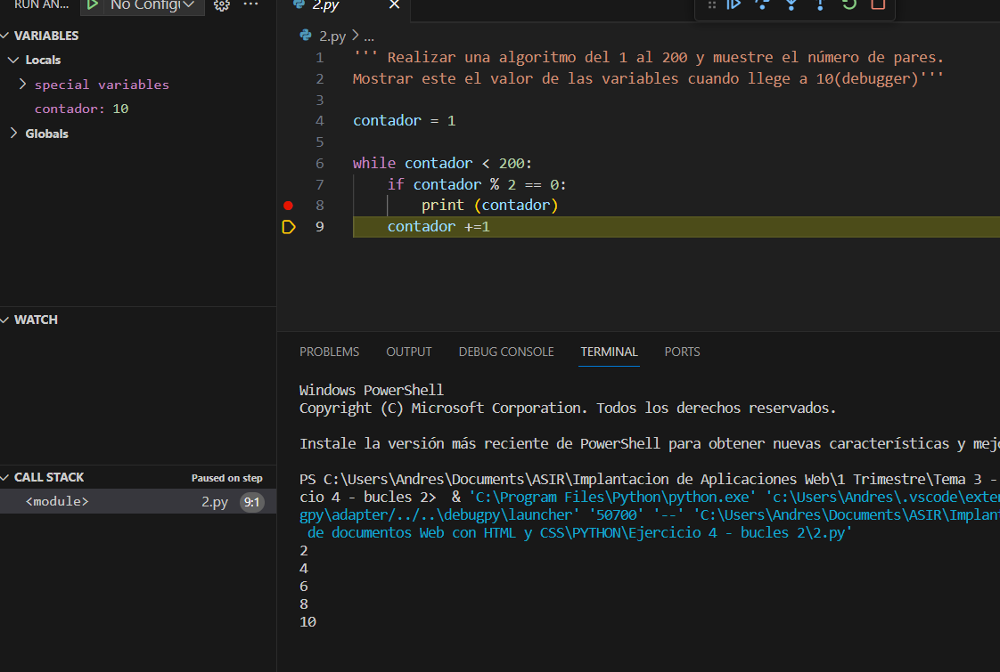 RUN AN...
No Config
2.py
VARIABLES
Locals
special variables
contador: 10
Globals
WATCH
CALL STACK
Paused on step
<module>
2.py
9:1
2.py > ...
1 ''' Realizar una algoritmo del 1 al 200 y muestre el número de pares.
2 Mostrar este el valor de las variables cuando llege a 10(debugger)'''
3
4 contador = 1
5
6 while contador < 200:
7 if contador % 2 == 0:
8 print (contador)
9 contador +=1
PROBLEMS OUTPUT DEBUG CONSOLE TERMINAL PORTS
Windows PowerShell
Copyright (C) Microsoft Corporation. Todos los derechos reservados.
Instale la versión más reciente de PowerShell para obtener nuevas características y mej
PS C:\Users\Andres\Documents\ASIR\Implantacion de Aplicaciones Web\1 Trimestre\Tema 3 -
cio 4 - bucles 2> & 'C:\Program Files\Python\python.exe' 'c:\Users\Andres\.vscode\exte
gpy\adapter/../..\debugpy\launcher' '50700' '--' 'C:\Users\Andres\Documents\ASIR\Implan
de documentos Web con HTML y CSS\PYTHON\Ejercicio 4 - bucles 2\2.py'
2
4
6
8
10